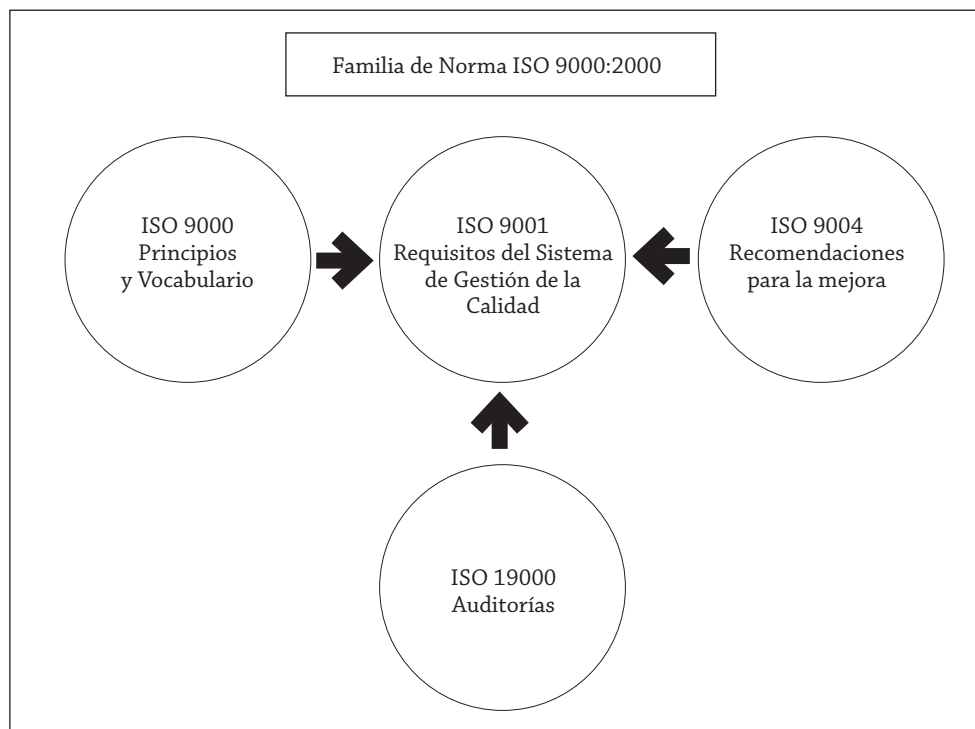 Familia de Norma ISO 9000:2000
ISO 9000
Principios
y Vocabulario
ISO 9001
Requisitos del Sistema
de Gestión de la
Calidad
ISO 9004
Recomendaciones
para la mejora
ISO 19000
Auditorías